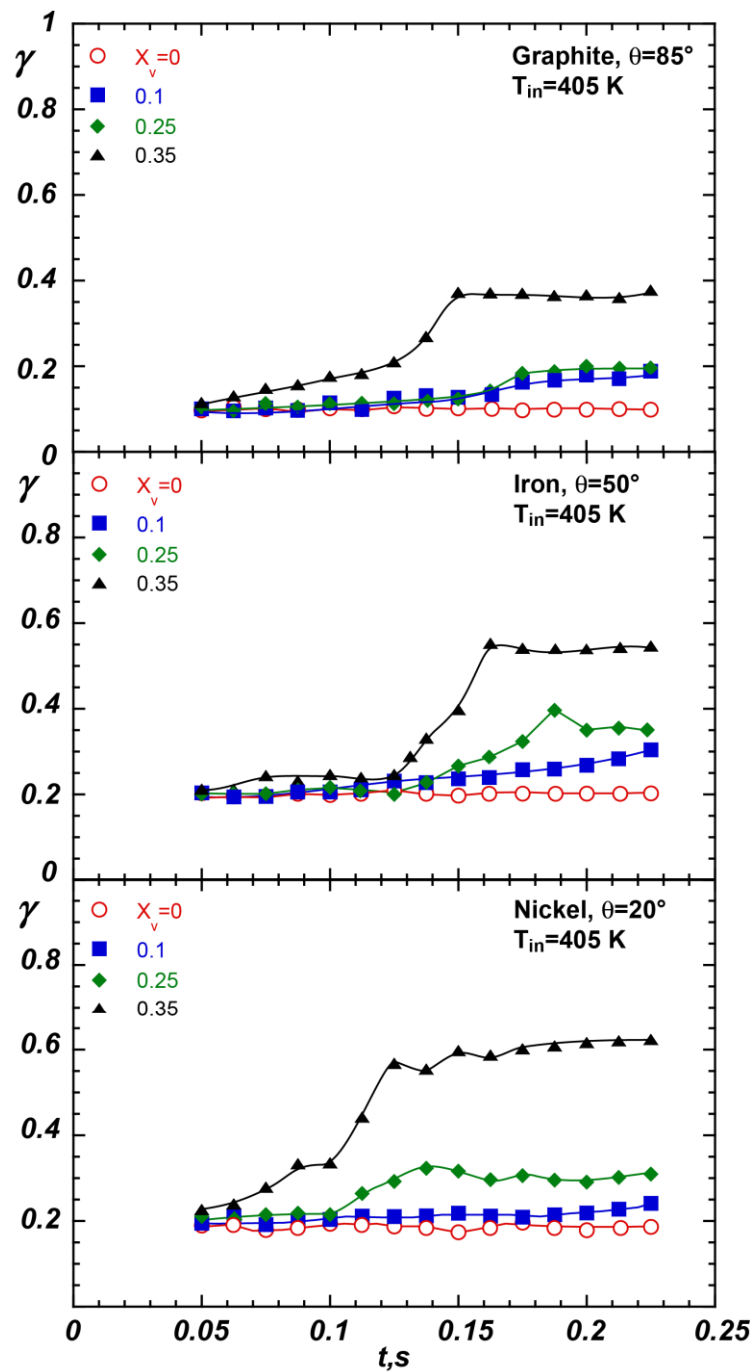 1
γ
X_v=0
0.1
0.25
0.35
Graphite, θ=85°
T_in=405 K
0.8
0.6
0.4
0.2
0
γ
X_v=0
0.1
0.25
0.35
Iron, θ=50°
T_in=405 K
0.8
0.6
0.4
0.2
0
γ
X_v=0
0.1
0.25
0.35
Nickel, θ=20°
T_in=405 K
0.8
0.6
0.4
0.2
0 0.05 0.1 0.15 0.2 0.25
t,s